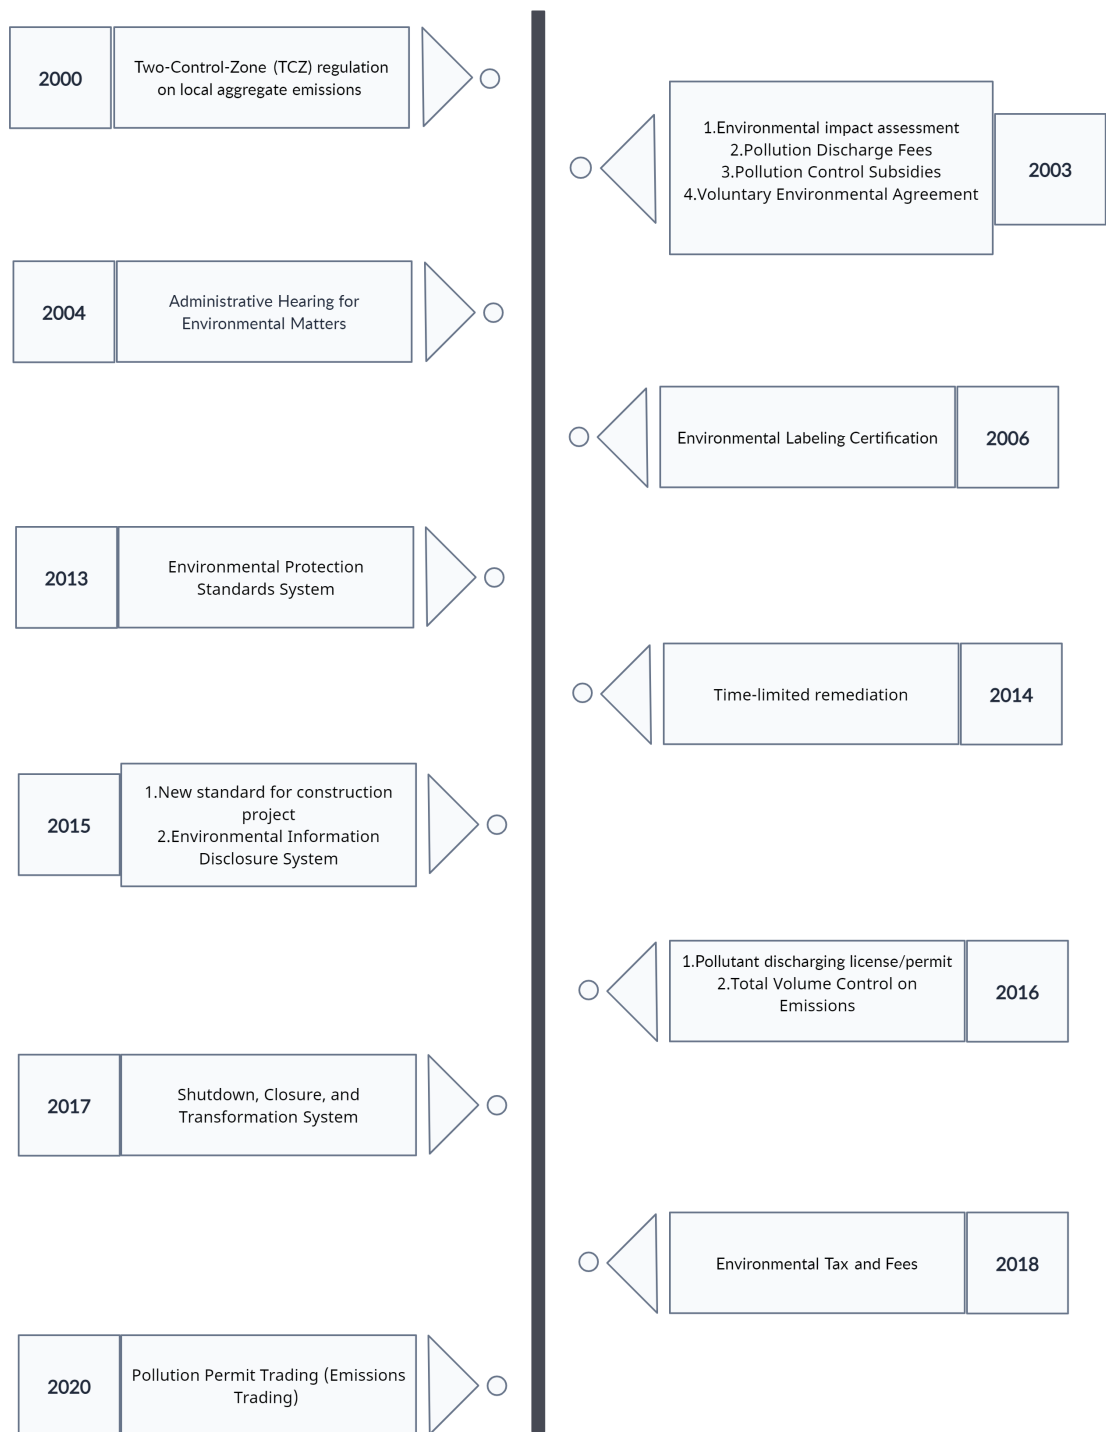 2000
Two-Control-Zone (TCZ) regulation
on local aggregate emissions
1.Environmental impact assessment
2.Pollution Discharge Fees
3.Pollution Control Subsidies
4.Voluntary Environmental Agreement
2003
2004
Administrative Hearing for
Environmental Matters
Environmental Labeling Certification
2006
2013
Environmental Protection
Standards System
Time-limited remediation
2014
2015
1.New standard for construction
project
2.Environmental Information
Disclosure System
1.Pollutant discharging license/permit
2.Total Volume Control on
Emissions
2016
2017
Shutdown, Closure, and
Transformation System
Environmental Tax and Fees
2018
2020
Pollution Permit Trading (Emissions
Trading)